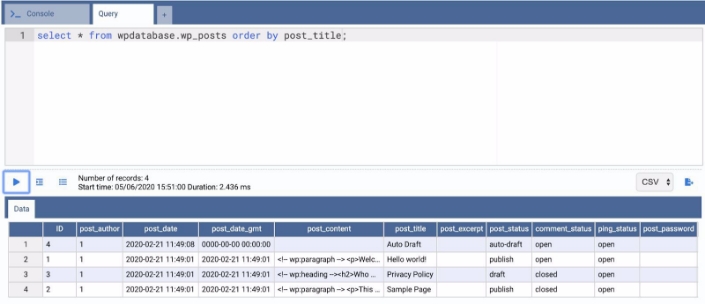 >_ Console Query +
1 select * from wpdatabase.wp_posts order by post_title;
Number of records: 4
Start time: 05/06/2020 15:51:00 Duration: 2.436 ms
CSV
Data
ID post_author post_date post_date_gmt post_content post_title post_excerpt post_status comment_status ping_status post_password
1 4 1 2020-02-21 11:49:08 0000-00-00 00:00:00 Auto Draft auto-draft open open
2 1 1 2020-02-21 11:49:01 2020-02-21 11:49:01 <!-- wp:paragraph --> <p>Welc... Hello world! publish open open
3 3 1 2020-02-21 11:49:01 2020-02-21 11:49:01 <!-- wp:heading --><h2>Who ... Privacy Policy draft closed open
4 2 1 2020-02-21 11:49:01 2020-02-21 11:49:01 <!-- wp:paragraph --> <p>This ... Sample Page publish closed open